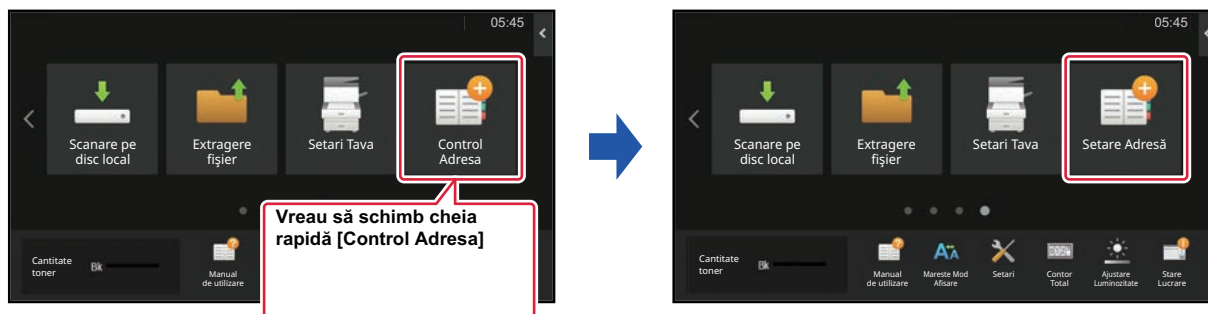 05:45
Scanare pe
disc local
Extragere
fişier
Setari Tava
Control
Adresa
Vreau să schimb cheia
rapidă [Control Adresa]
Cantitate
toner
Bk
Manual
de utilizare
05:45
Scanare pe
disc local
Extragere
fişier
Setari Tava
Setare Adresă
Cantitate
toner
Bk
Manual
de utilizare
Mareste Mod
Afisare
Setari
Contor
Total
Ajustare
Luminozitate
Stare
Lucrare